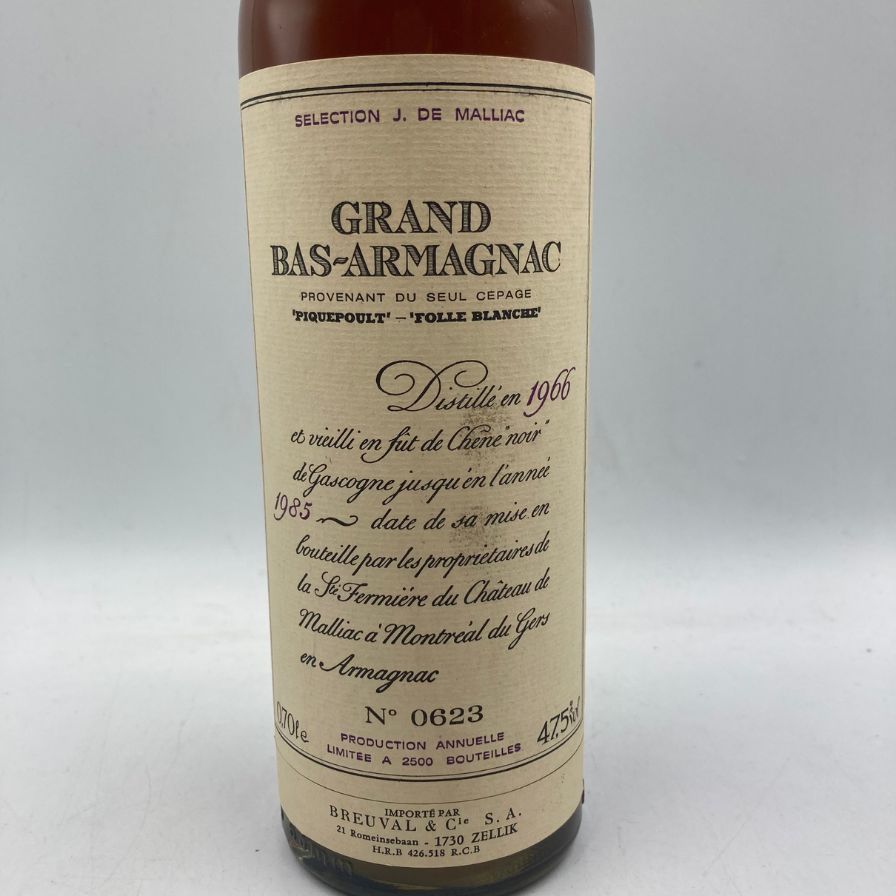 SELECTION J. DE MALLIAC
GRAND
BAS-ARMAGNAC
PROVENANT DU SEUL CEPAGE
'PIQUEPOULT' – 'FOLLE BLANCHE'
Distillé en 1966
et vieilli en fût de Chêne "noir"
de Gascogne jusqu'en l'année
1985 ~ date de sa mise en
bouteille par les propriétaires de
la Sté Fermiére du Château de
Malliac à Montréal du Gers
en Armagnac
N° 0623
0,70l e
PRODUCTION ANNUELLE
LIMITÉE A 2500 BOUTEILLES
47,5% vol
IMPORTÉ PAR
BREUVAL & Cie S. A.
21 Romeinsebaan - 1730 ZELLIK
H.R.B 426.518 R.C.B